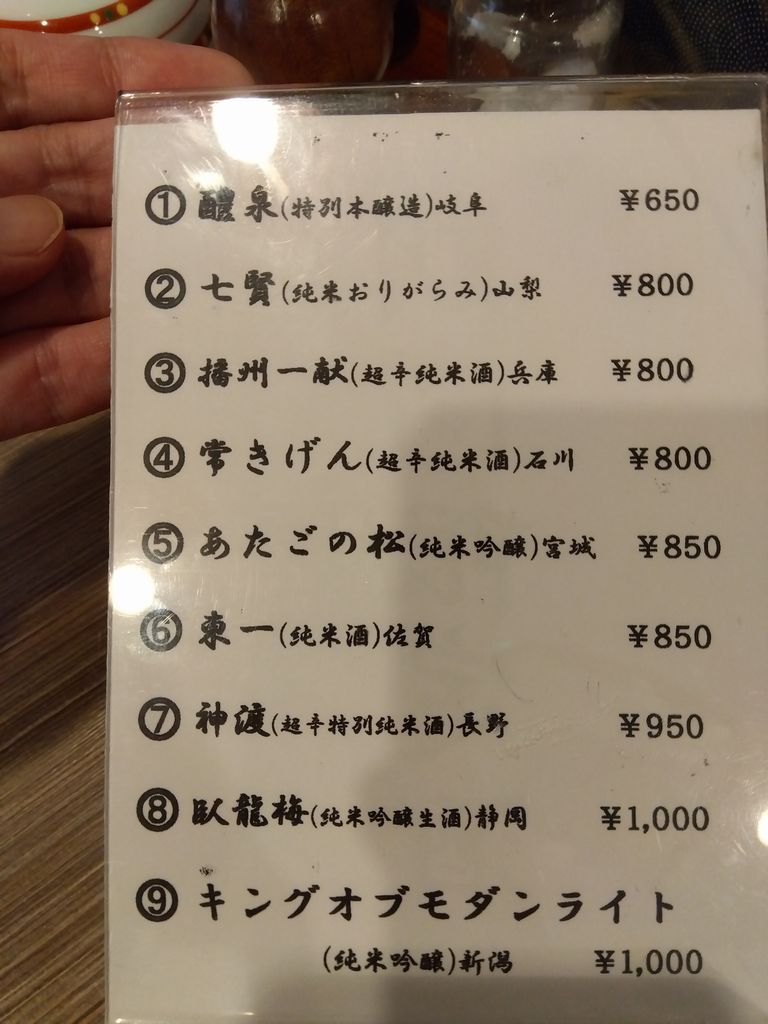 ① 醴泉(特別本醸造)岐阜 ¥650
② 七賢(純米おりがらみ)山梨 ¥800
③ 播州一献(超辛純米酒)兵庫 ¥800
④ 常きげん(超辛純米酒)石川 ¥800
⑤ あたごの松(純米吟醸)宮城 ¥850
⑥ 東一(純米酒)佐賀 ¥850
⑦ 神渡(超辛特別純米酒)長野 ¥950
⑧ 臥龍梅(純米吟醸生酒)静岡 ¥1,000
⑨ キングオブモダンライト
(純米吟醸)新潟 ¥1,000